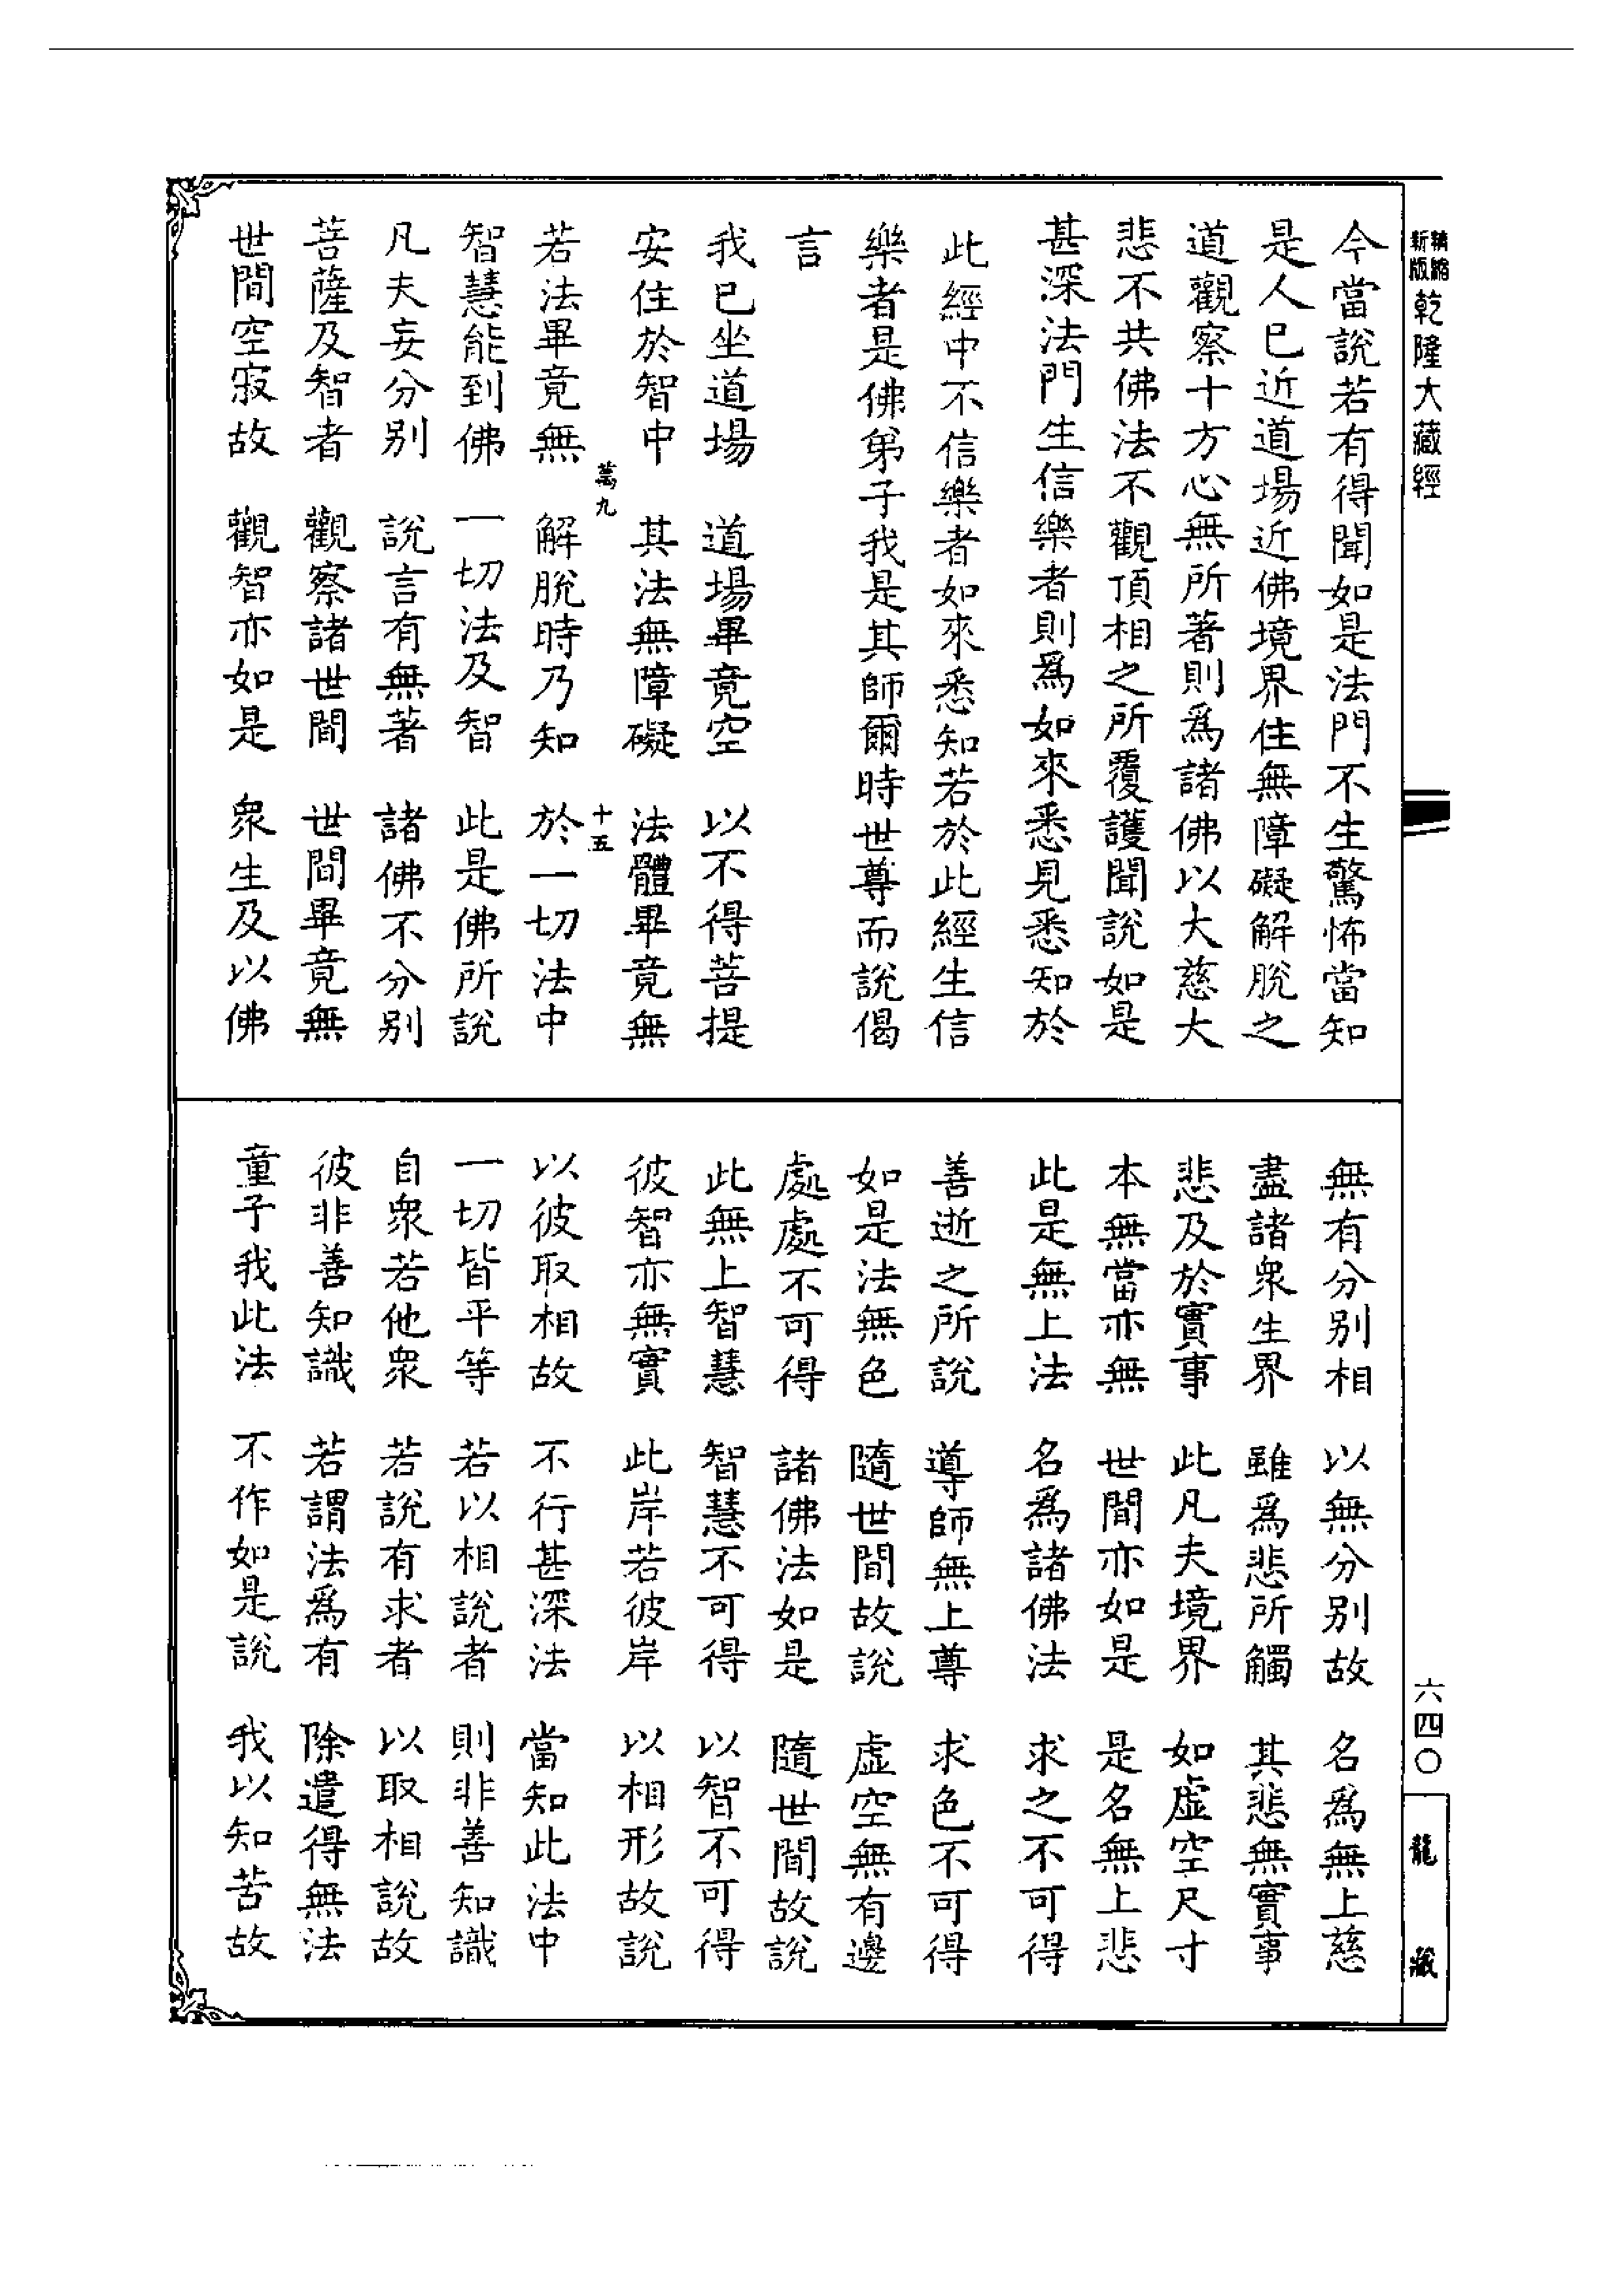 新版精縮乾隆大藏經
今當說若有得聞如是法門不生驚怖當知
是人已近道場近佛境界住無障礙解脫之
道觀察十方心無所著則為諸佛以大慈大
悲不共佛法不觀頂相之所覆護聞說如是
甚深法門生信樂者則爲如來悉見悉知於
此經中不信樂者如來悉知若於此經生信
樂者是佛弟子我是其師爾時世尊而說偈
言
我已坐道場　道場畢竟空　以不得菩提
安住於智中　其法無障礙　法體畢竟無
萬九　十五
若法畢竟無　解脫時乃知　於一切法中
智慧能到佛　一切法及智　此是佛所說
凡夫妄分別　說言有無著　諸佛不分別
菩薩及智者　觀察諸世間　世間畢竟無
世間空寂故　觀智亦如是　衆生及以佛
無有分別相　以無分別故　名為無上慈
盡諸衆生界　雖爲悲所觸　其悲無實事
悲及於實事　此凡夫境界　如虛空尺寸
本無當亦無　世間亦如是　是名無上悲
此是無上法　名爲諸佛法　求之不可得
善逝之所說　導師無上尊　求色不可得
如是法無色　隨世間故說　虛空無有邊
處處不可得　諸佛法如是　隨世間故說
此無上智慧　智慧不可得　以智不可得
彼智亦無實　此岸若彼岸　以相形故說
以彼取相故　不行甚深法　當知此法中
一切皆平等　若以相說者　則非善知識
自衆若他衆　若說有求者　以取相說故
彼非善知識　若謂法爲有　除遣得無法
童子我此法　不作如是說　我以知苦故
六四〇
龍藏